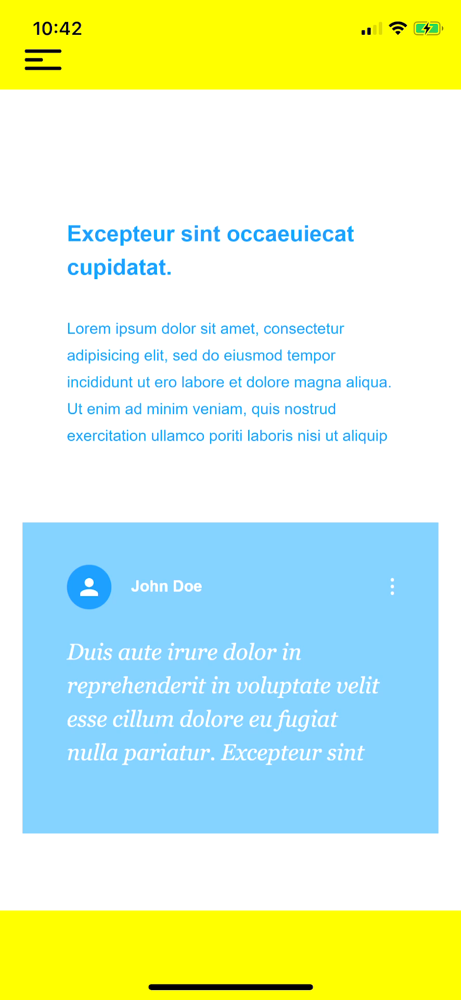 10:42
Excepteur sint occaeuiecat
cupidatat.
Lorem ipsum dolor sit amet, consectetur
adipisicing elit, sed do eiusmod tempor
incididunt ut ero labore et dolore magna aliqua.
Ut enim ad minim veniam, quis nostrud
exercitation ullamco poriti laboris nisi ut aliquip
John Doe
Duis aute irure dolor in
reprehenderit in voluptate velit
esse cillum dolore eu fugiat
nulla pariatur. Excepteur sint